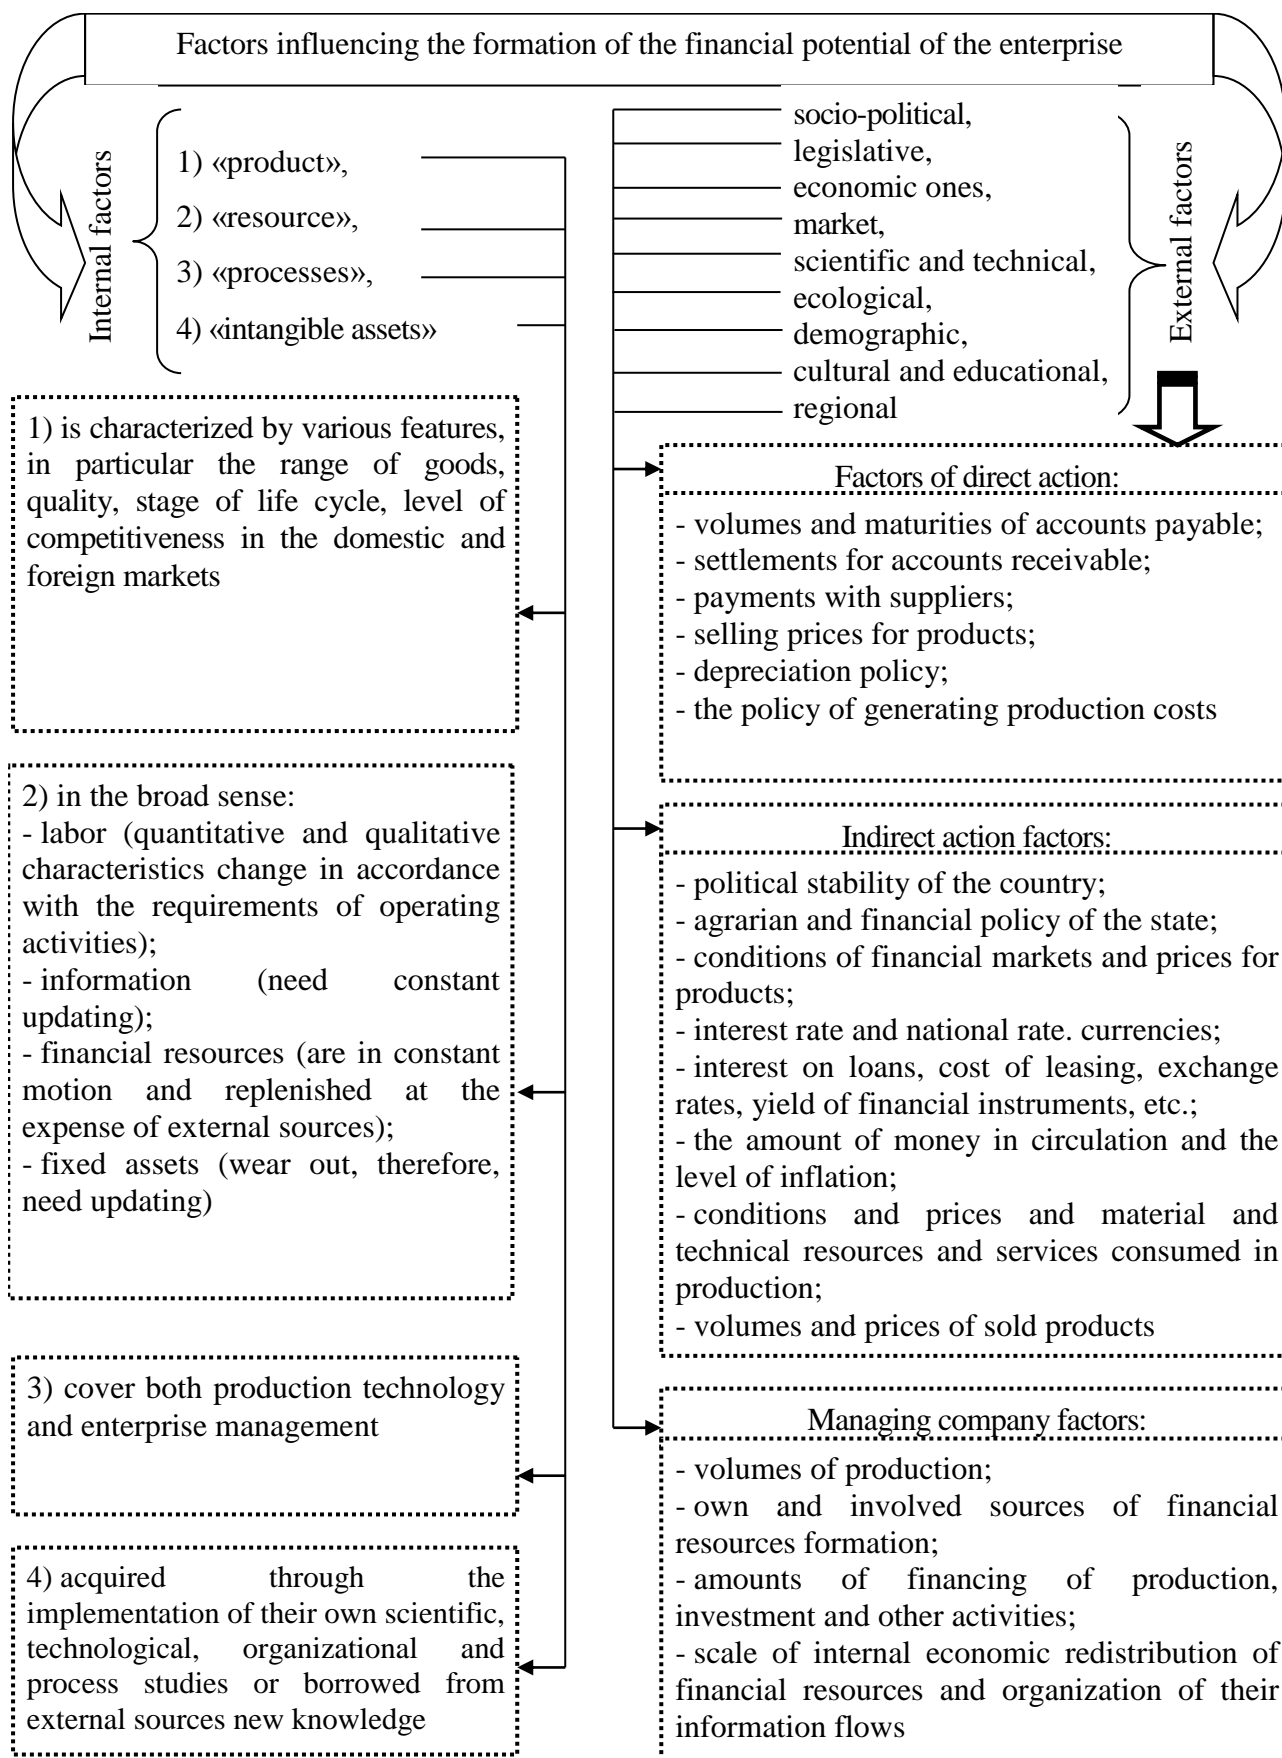 Factors influencing the formation of the financial potential of the enterprise
Internal factors
1) «product»,
2) «resource»,
3) «processes»,
4) «intangible assets»
socio-political,
legislative,
economic ones,
market,
scientific and technical,
ecological,
demographic,
cultural and educational,
regional
External factors
1) is characterized by various features,
in particular the range of goods,
quality, stage of life cycle, level of
competitiveness in the domestic and
foreign markets
2) in the broad sense:
- labor (quantitative and qualitative
characteristics change in accordance
with the requirements of operating
activities);
- information (need constant
updating);
- financial resources (are in constant
motion and replenished at the
expense of external sources);
- fixed assets (wear out, therefore,
need updating)
3) cover both production technology
and enterprise management
4) acquired through the
implementation of their own scientific,
technological, organizational and
process studies or borrowed from
external sources new knowledge
Factors of direct action:
- volumes and maturities of accounts payable;
- settlements for accounts receivable;
- payments with suppliers;
- selling prices for products;
- depreciation policy;
- the policy of generating production costs
Indirect action factors:
- political stability of the country;
- agrarian and financial policy of the state;
- conditions of financial markets and prices for
products;
- interest rate and national rate. currencies;
- interest on loans, cost of leasing, exchange
rates, yield of financial instruments, etc.;
- the amount of money in circulation and the
level of inflation;
- conditions and prices and material and
technical resources and services consumed in
production;
- volumes and prices of sold products
Managing company factors:
- volumes of production;
- own and involved sources of financial
resources formation;
- amounts of financing of production,
investment and other activities;
- scale of internal economic redistribution of
financial resources and organization of their
information flows